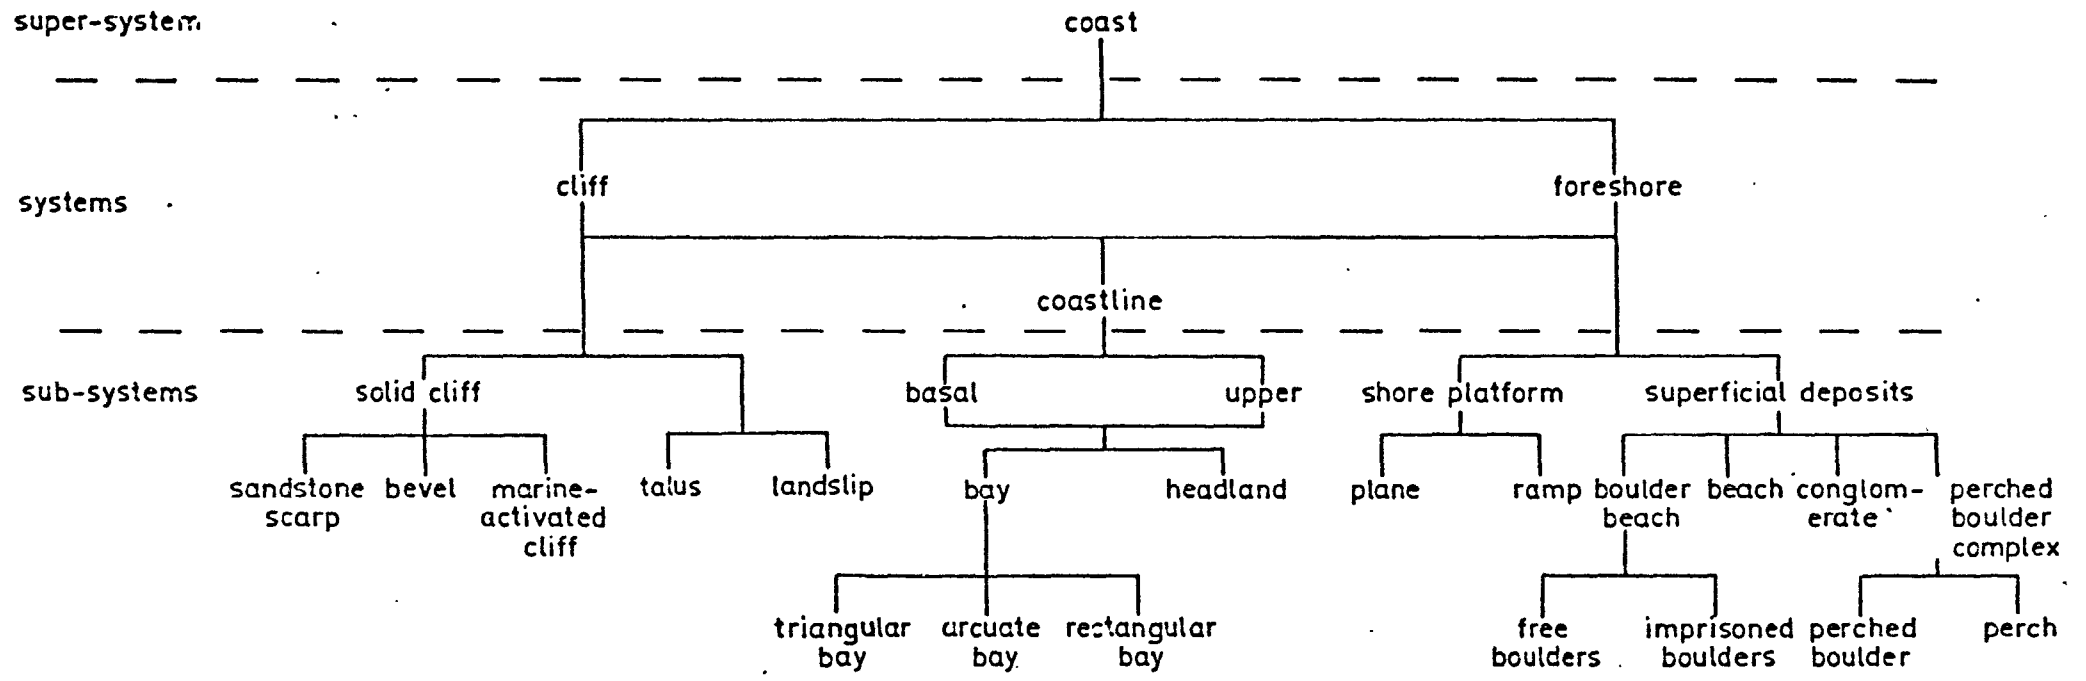 super-system
coast
cliff
foreshore
systems
coastline
sub-systems
solid cliff
basal
upper
shore platform
superficial deposits
sandstone
scarp
bevel
marine-
activated
cliff
talus
landslip
bay
headland
plane
ramp
boulder
beach
beach
conglom-
erate
perched
boulder
complex
triangular
bay
arcuate
bay
rectangular
bay
free
boulders
imprisoned
boulders
perched
boulder
perch